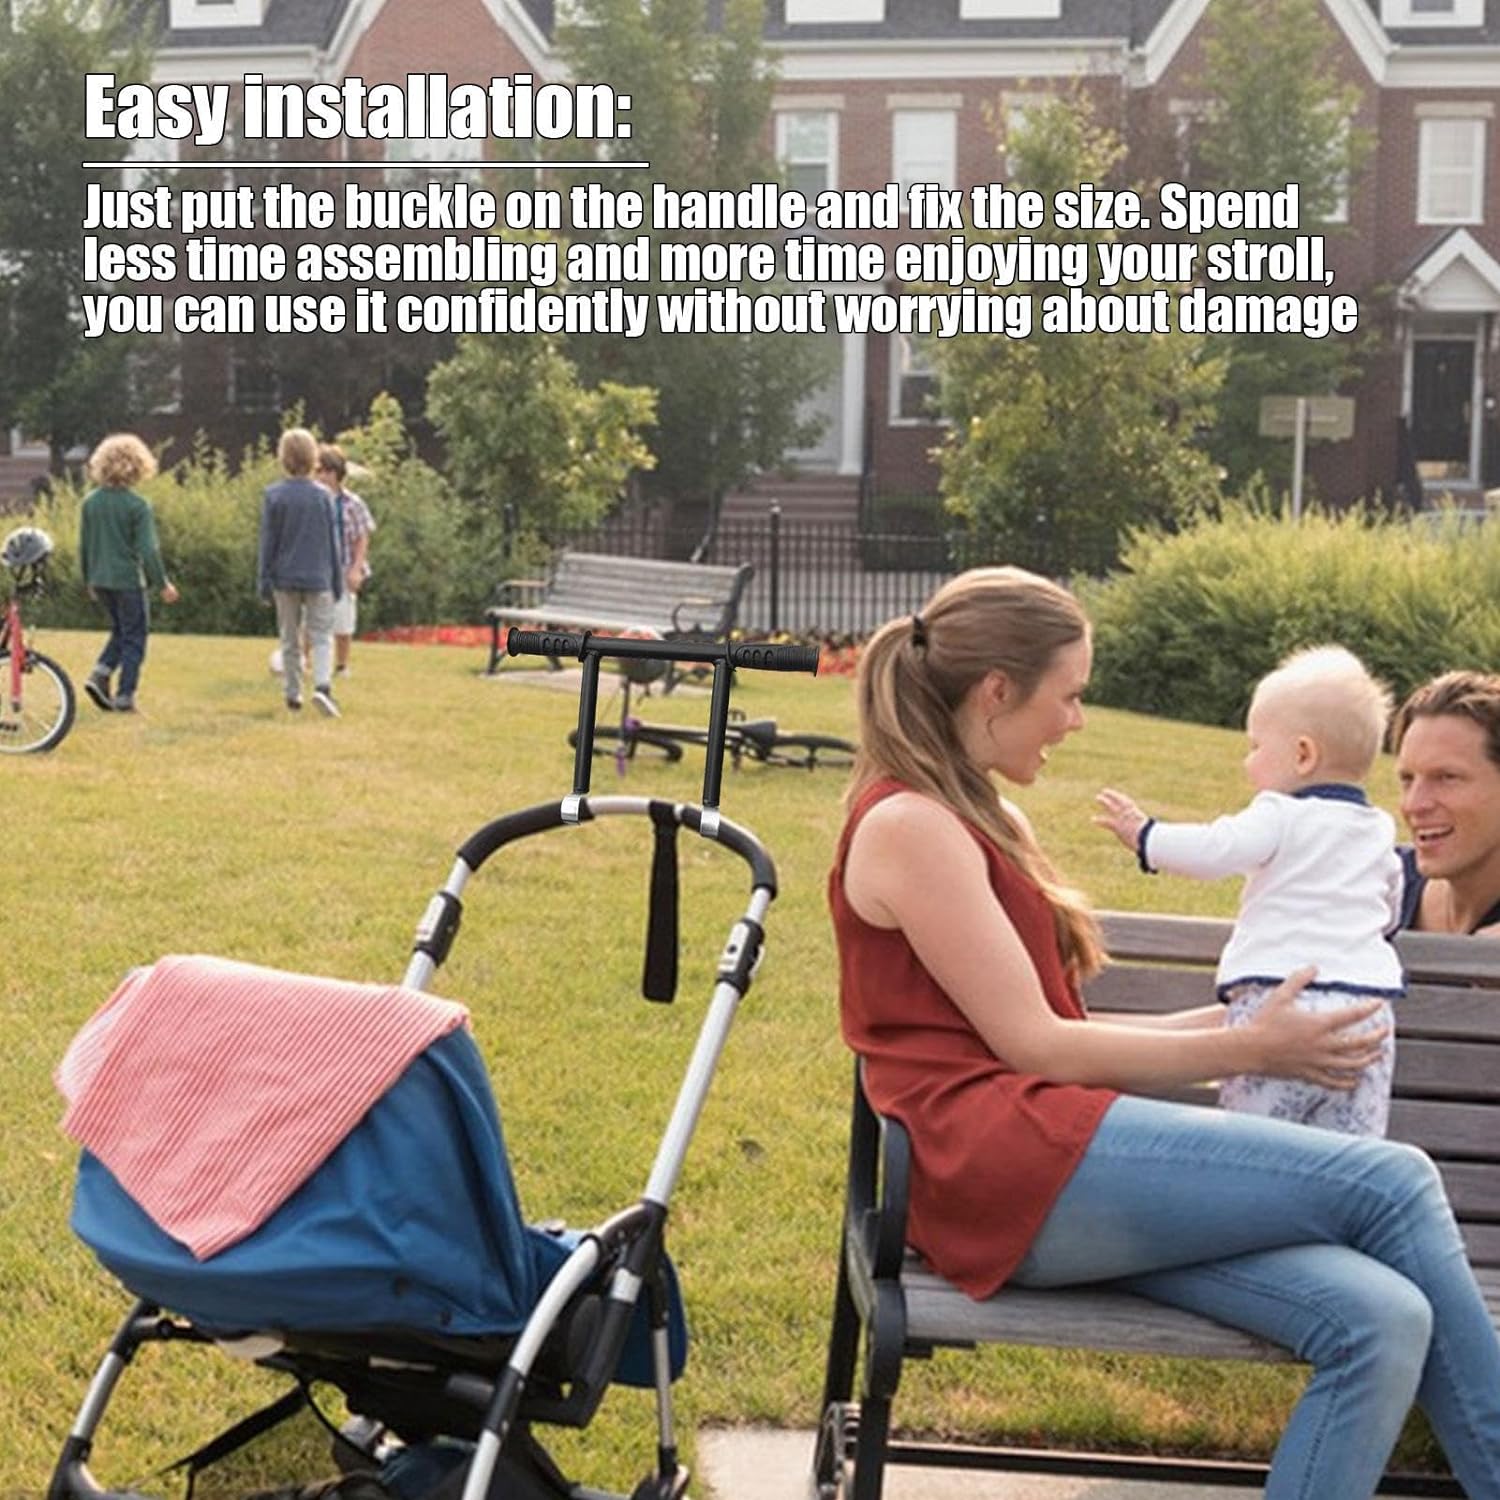 Easy installation:
Just put the buckle on the handle and fix the size. Spend
less time assembling and more time enjoying your stroll,
you can use it confidently without worrying about damage